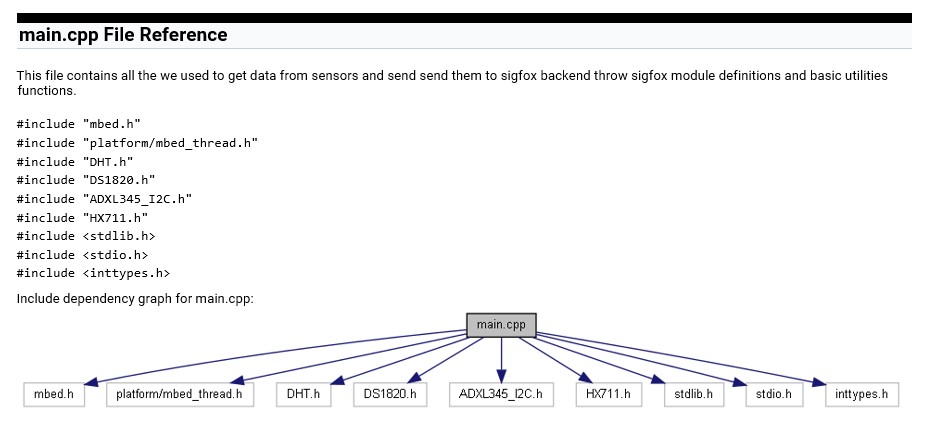 main.cpp File Reference
This file contains all the we used to get data from sensors and send send them to sigfox backend throw sigfox module definitions and basic utilities
functions.
#include "mbed.h"
#include "platform/mbed_thread.h"
#include "DHT.h"
#include "DS1820.h"
#include "ADXL345_I2C.h"
#include "HX711.h"
#include <stdlib.h>
#include <stdio.h>
#include <inttypes.h>
Include dependency graph for main.cpp:
main.cpp
mbed.h platform/mbed_thread.h DHT.h DS1820.h ADXL345_I2C.h HX711.h stdlib.h stdio.h inttypes.h